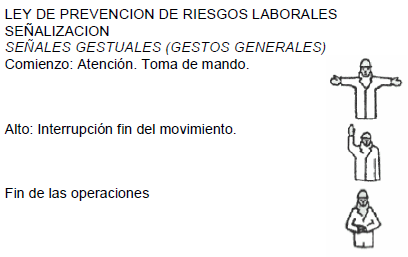 LEY DE PREVENCION DE RIESGOS LABORALES
SEÑALIZACION
SEÑALES GESTUALES (GESTOS GENERALES)
Comienzo: Atención. Toma de mando.
Alto: Interrupción fin del movimiento.
Fin de las operaciones